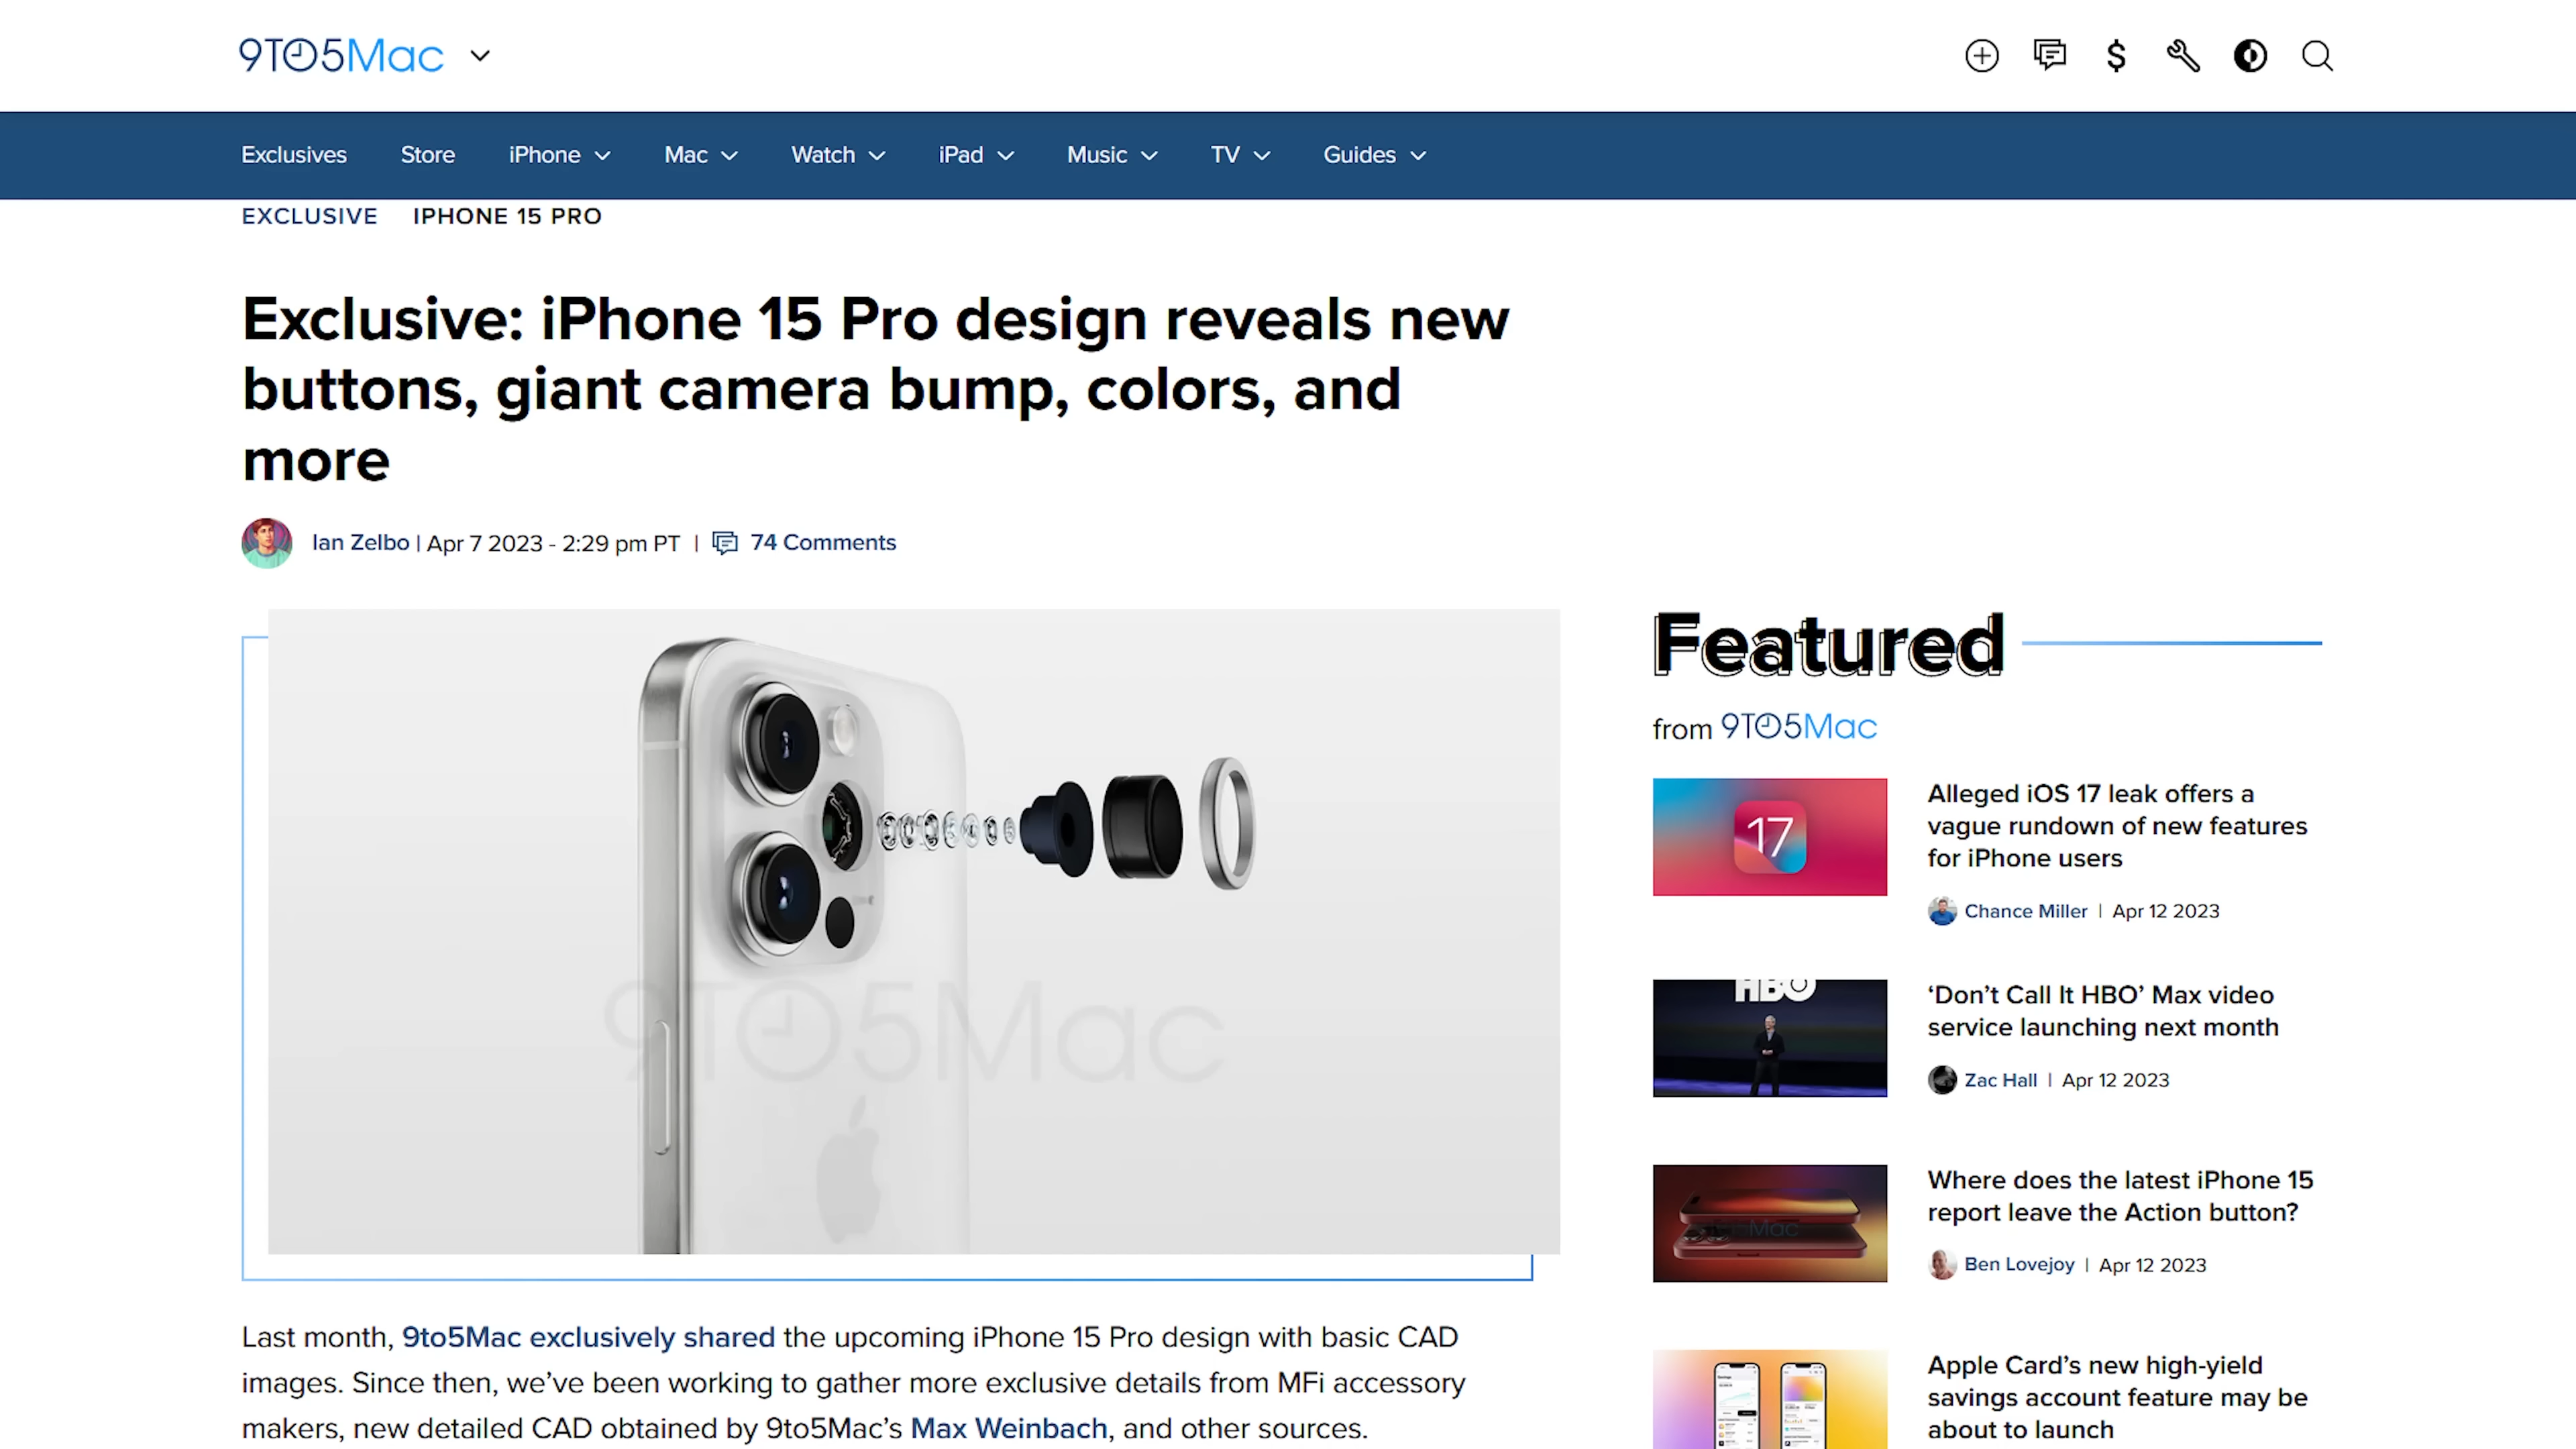 9TO5Mac
Exclusives Store iPhone Mac Watch iPad Music TV Guides
EXCLUSIVE IPHONE 15 PRO
Exclusive: iPhone 15 Pro design reveals new
buttons, giant camera bump, colors, and
more
Ian Zelbo | Apr 7 2023 - 2:29 pm PT | 74 Comments
9TO5Mac
Last month, 9to5Mac exclusively shared the upcoming iPhone 15 Pro design with basic CAD
images. Since then, we’ve been working to gather more exclusive details from MFi accessory
makers, new detailed CAD obtained by 9to5Mac’s Max Weinbach, and other sources.
Featured
from 9TO5Mac
17
Alleged iOS 17 leak offers a
vague rundown of new features
for iPhone users
Chance Miller | Apr 12 2023
HBO
‘Don’t Call It HBO’ Max video
service launching next month
Zac Hall | Apr 12 2023
Where does the latest iPhone 15
report leave the Action button?
Ben Lovejoy | Apr 12 2023
Apple Card’s new high-yield
savings account feature may be
about to launch